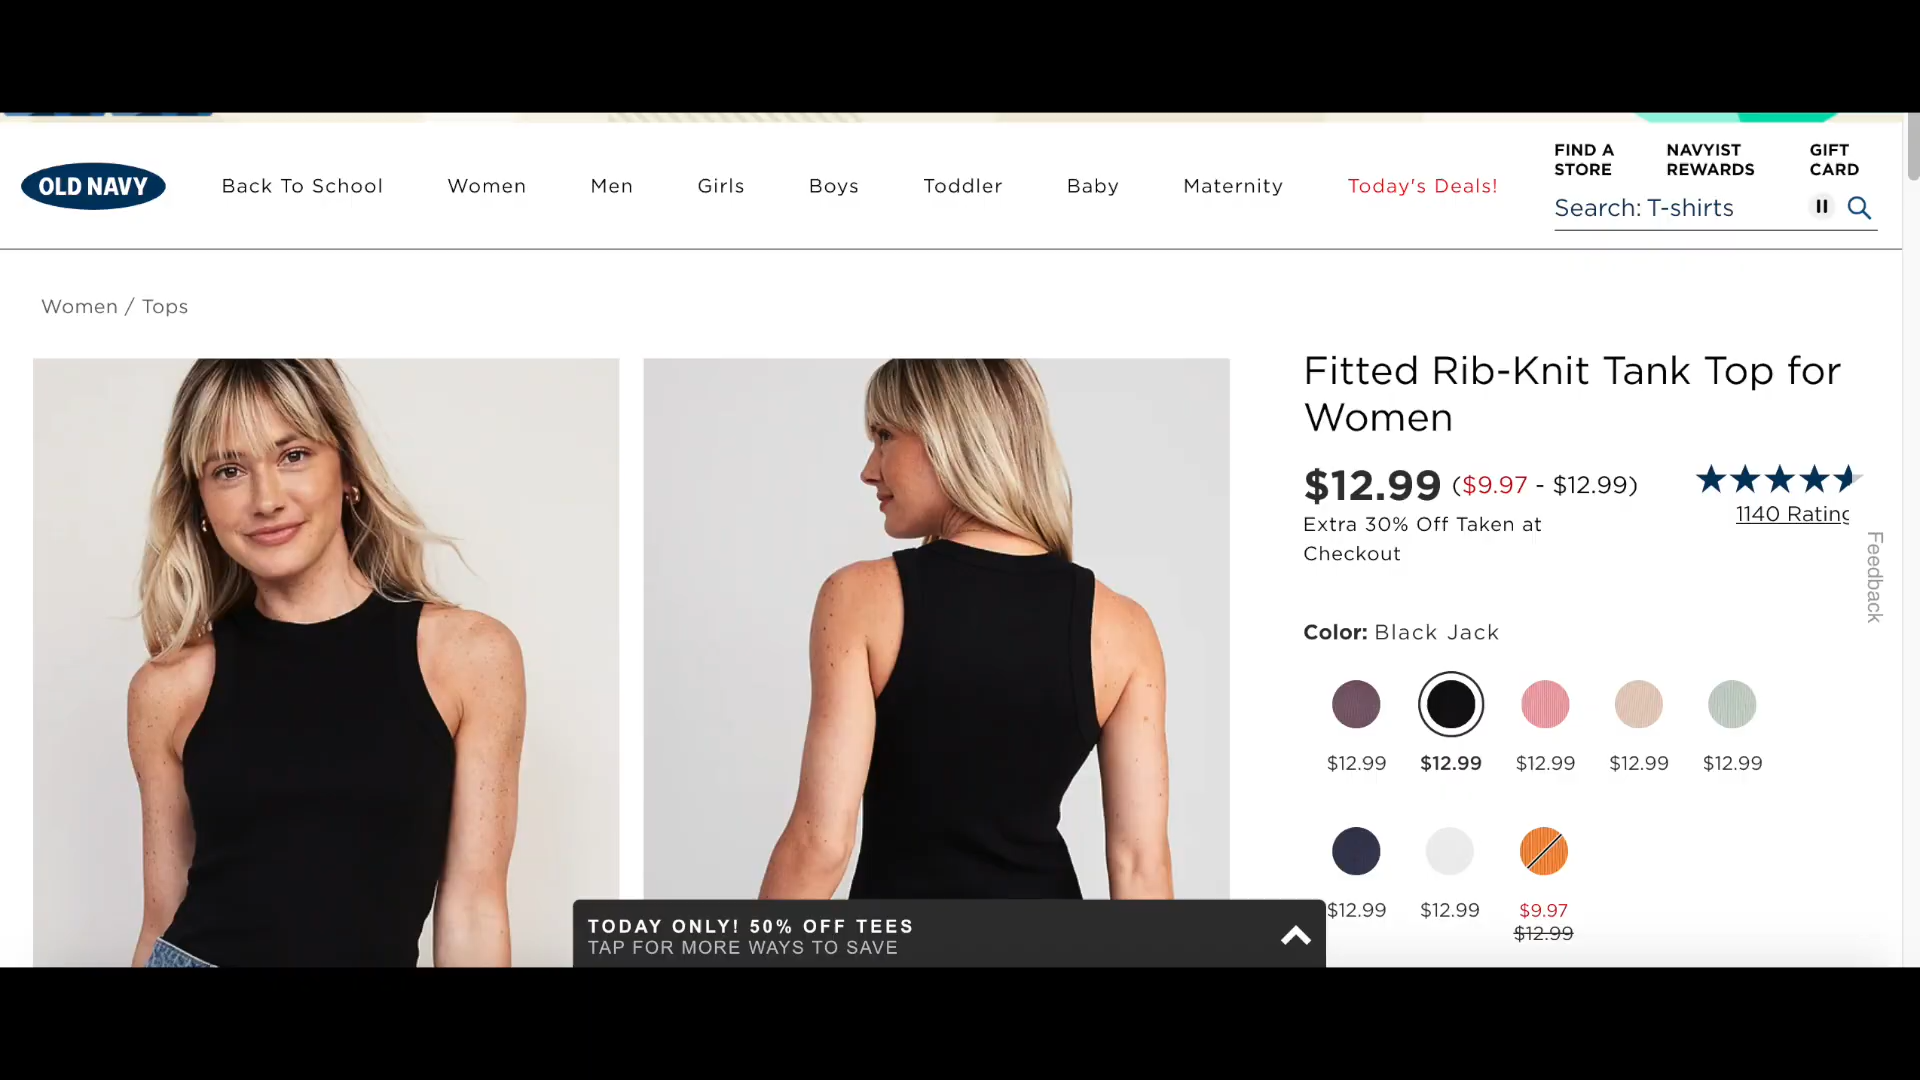 OLD NAVY
Back To School
Women
Men
Girls
Boys
Toddler
Baby
Maternity
Today's Deals!
FIND A STORE
NAVYIST REWARDS
GIFT CARD
Search: T-shirts
Women / Tops
Fitted Rib-Knit Tank Top for
Women
$12.99 ($9.97 - $12.99)
1140 Rating
Extra 30% Off Taken at
Checkout
Feedback
Color: Black Jack
$12.99 $12.99 $12.99 $12.99 $12.99
$12.99 $12.99 $9.97
$12.99
TODAY ONLY! 50% OFF TEES
TAP FOR MORE WAYS TO SAVE